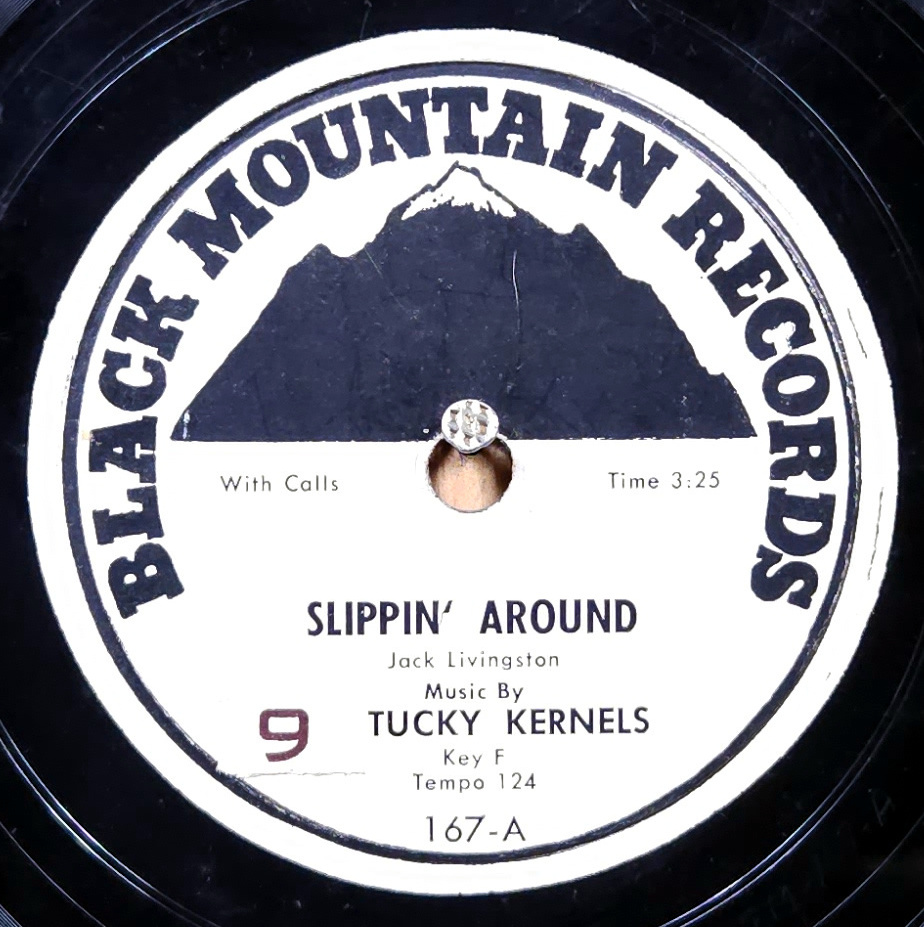 BLACK MOUNTAIN RECORDS
With Calls
Time 3:25
SLIPPIN' AROUND
Jack Livingston
Music By
TUCKY KERNELS
9
Key F
Tempo 124
167-A